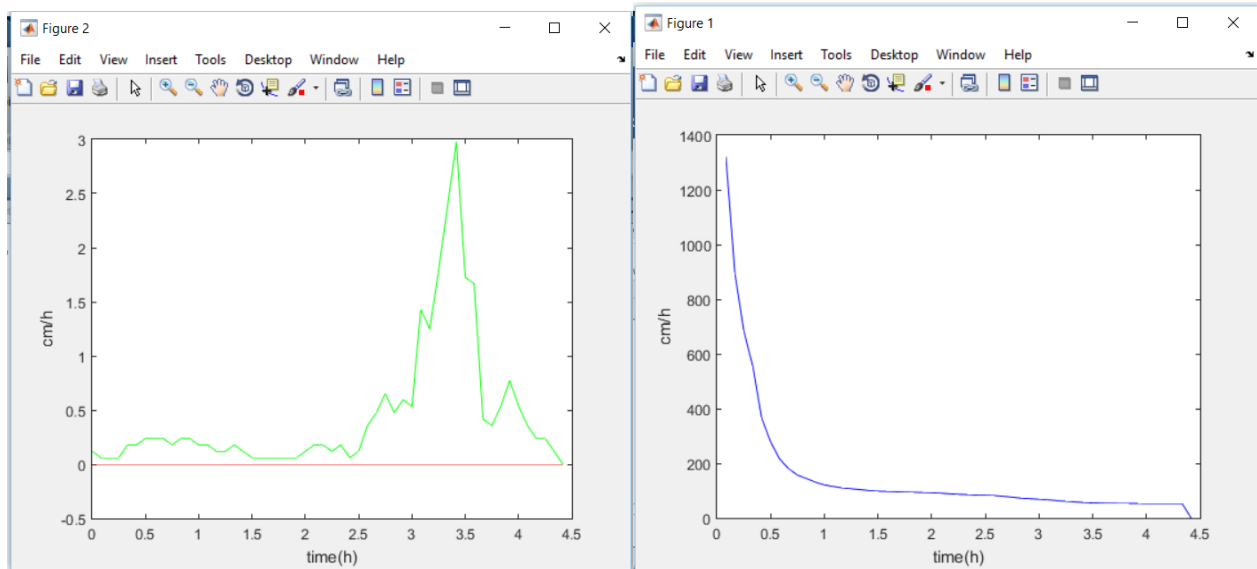 Figure 2
File Edit View Insert Tools Desktop Window Help
3
2.5
2
1.5
1
0.5
0
-0.5
cm/h
0 0.5 1 1.5 2 2.5 3 3.5 4 4.5
time(h)
Figure 1
File Edit View Insert Tools Desktop Window Help
1400
1200
1000
800
600
400
200
0
cm/h
0 0.5 1 1.5 2 2.5 3 3.5 4 4.5
time(h)